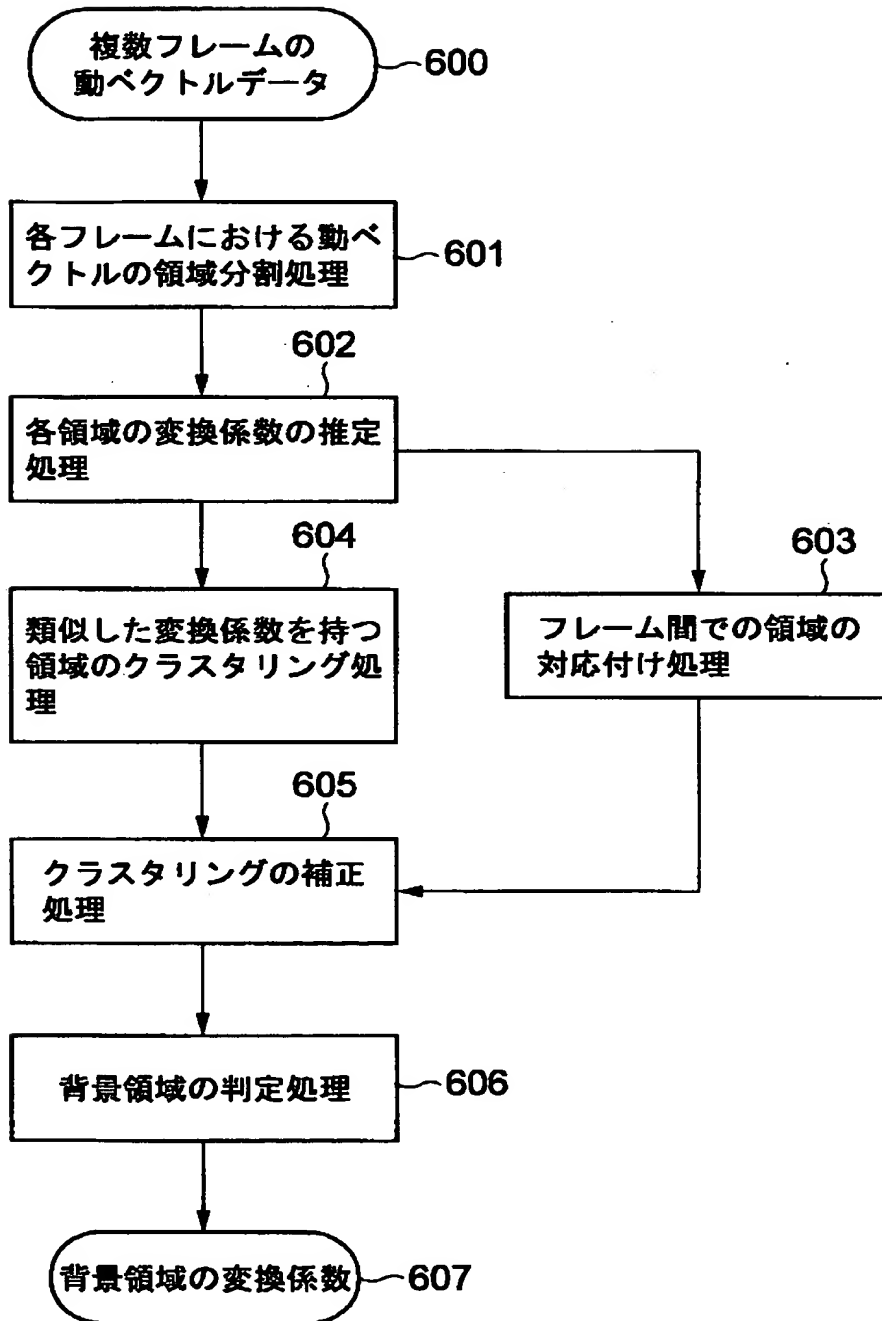 複数フレームの
動ベクトルデータ
600
各フレームにおける動ベ
クトルの領域分割処理
601
602
各領域の変換係数の推定
処理
604
類似した変換係数を持つ
領域のクラスタリング処
理
603
フレーム間での領域の
対応付け処理
605
クラスタリングの補正
処理
背景領域の判定処理
606
背景領域の変換係数
607